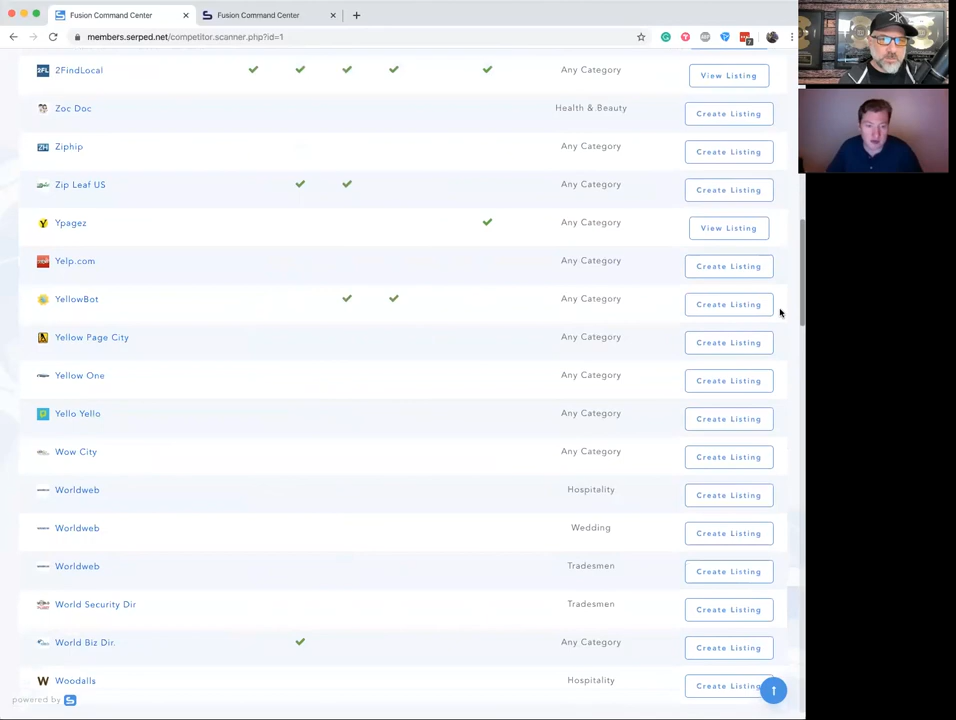 Fusion Command Center
Fusion Command Center
members.serped.net/competitor.scanner.php?id=1
7
2FL
2FindLocal
Any Category
View Listing
Zoc Doc
Health & Beauty
Create Listing
ZH
Ziphip
Any Category
Create Listing
Zip Leaf US
Any Category
Create Listing
Y
Ypagez
Any Category
View Listing
Yelp.com
Any Category
Create Listing
YellowBot
Any Category
Create Listing
Yellow Page City
Any Category
Create Listing
Yellow One
Any Category
Create Listing
Yello Yello
Any Category
Create Listing
Wow City
Any Category
Create Listing
Worldweb
Hospitality
Create Listing
Worldweb
Wedding
Create Listing
Worldweb
Tradesmen
Create Listing
World Security Dir
Tradesmen
Create Listing
World Biz Dir.
Any Category
Create Listing
W
Woodalls
Hospitality
Create Listing
powered by S